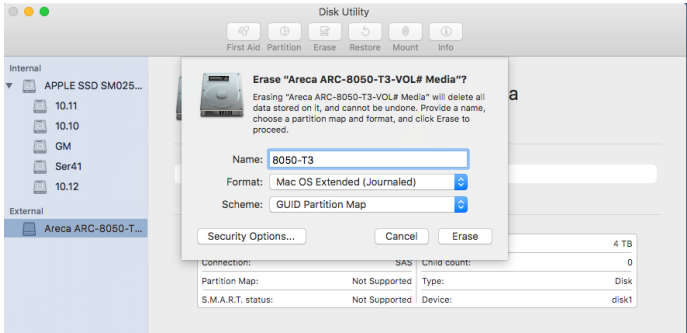 Disk Utility
First Aid Partition Erase Restore Mount Info
Internal
APPLE SSD SM025...
10.11
10.10
GM
Ser41
10.12
External
Areca ARC-8050-T...
Erase “Areca ARC-8050-T3-VOL# Media”?
Erasing “Areca ARC-8050-T3-VOL# Media” will delete all
data stored on it, and cannot be undone. Provide a name,
choose a partition map and format, and click Erase to
proceed.
Name: 8050-T3
Format: Mac OS Extended (Journaled)
Scheme: GUID Partition Map
Security Options... Cancel Erase
a
4 TB
Connection: SAS Child count: 0
Partition Map: Not Supported Type: Disk
S.M.A.R.T. status: Not Supported Device: disk1